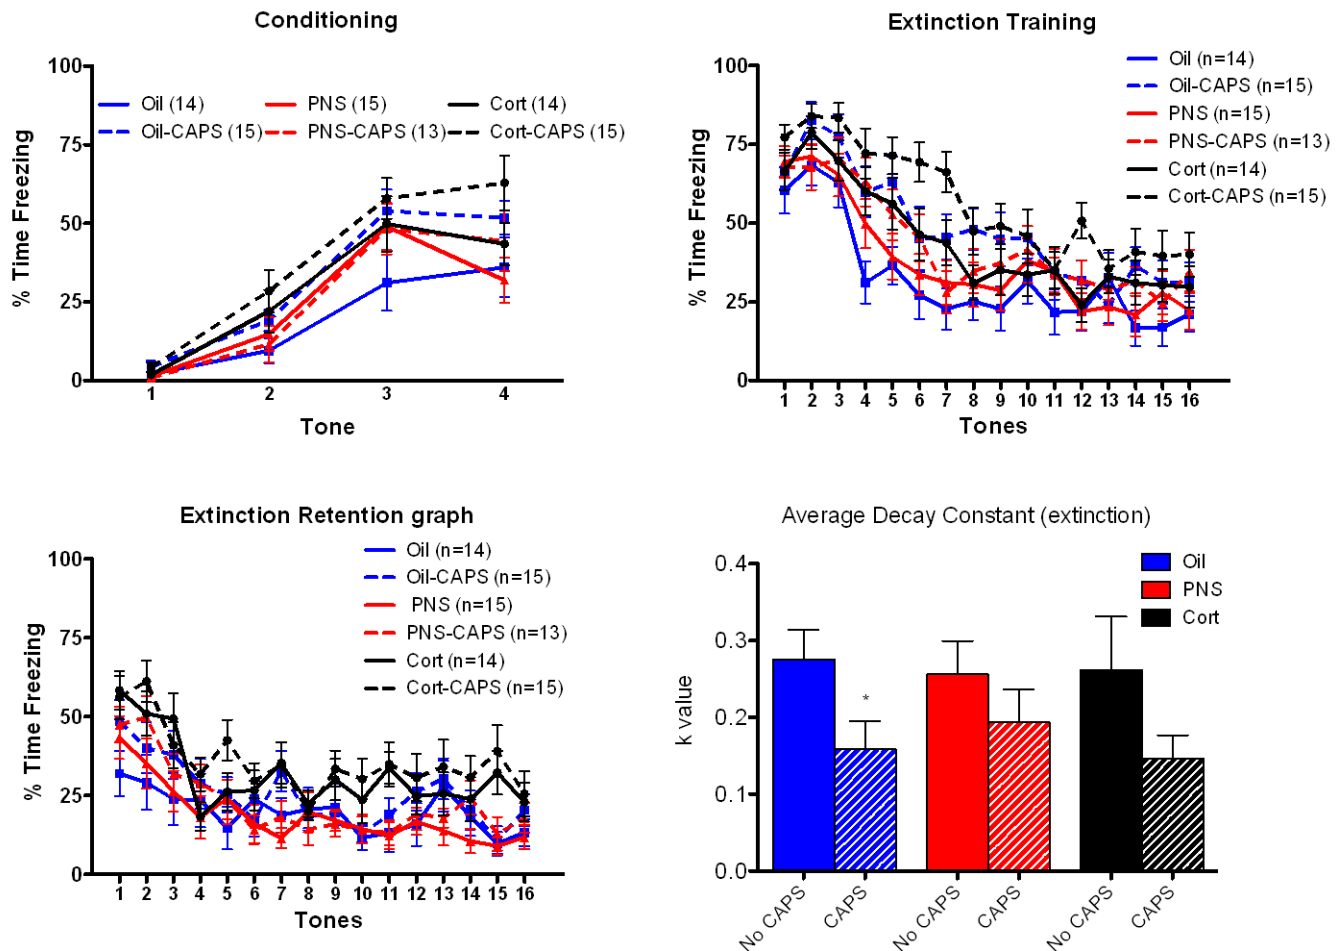 Conditioning
% Time Freezing
100
75
50
25
0
Oil (14)
PNS (15)
Cort (14)
Oil-CAPS (15)
PNS-CAPS (13)
Cort-CAPS (15)
1 2 3 4
Tone
Extinction Training
% Time Freezing
100
75
50
25
0
Oil (n=14)
Oil-CAPS (n=15)
PNS (n=15)
PNS-CAPS (n=13)
Cort (n=14)
Cort-CAPS (n=15)
1 2 3 4 5 6 7 8 9 10 11 12 13 14 15 16
Tones
Extinction Retention graph
% Time Freezing
100
75
50
25
0
Oil (n=14)
Oil-CAPS (n=15)
PNS (n=15)
PNS-CAPS (n=13)
Cort (n=14)
Cort-CAPS (n=15)
1 2 3 4 5 6 7 8 9 10 11 12 13 14 15 16
Tones
Average Decay Constant (extinction)
k value
0.4
0.3
0.2
0.1
0.0
Oil
PNS
Cort
*
No CAPS
CAPS
No CAPS
CAPS
No CAPS
CAPS